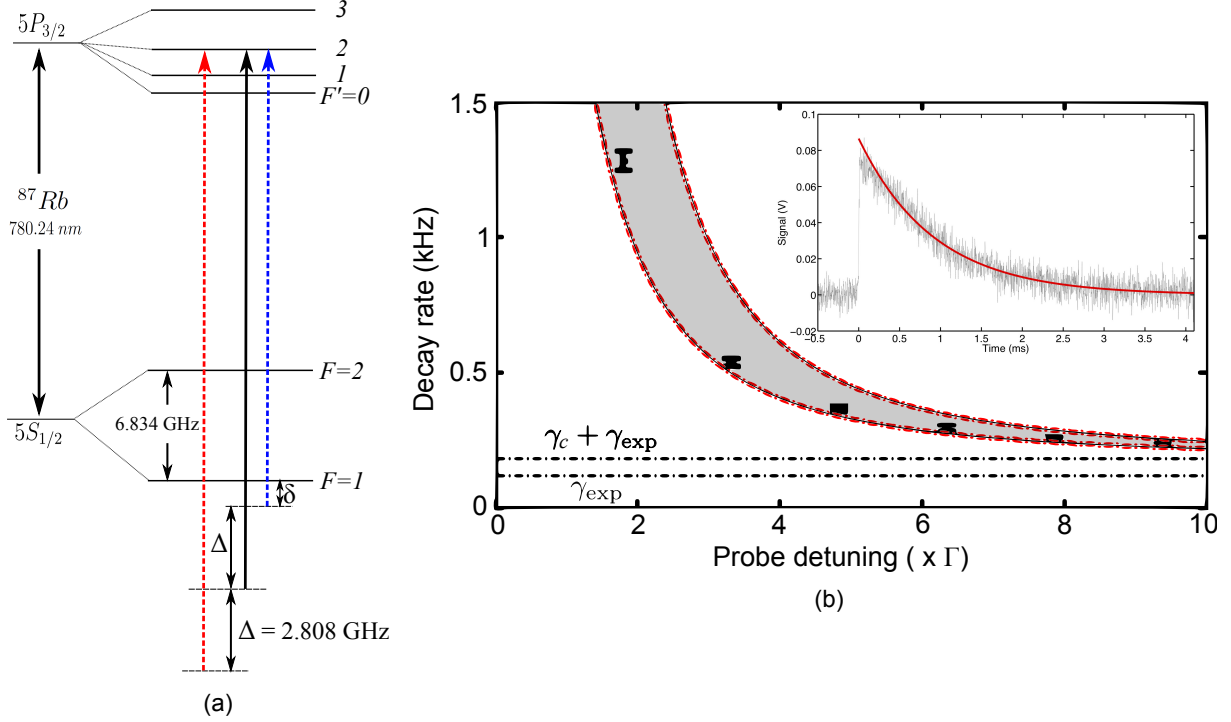 3
5P3/2
2
1
F'=0
87Rb
780.24 nm
F=2
6.834 GHz
5S1/2
F=1
δ
Δ
Δ = 2.808 GHz
(a)
Decay rate (kHz)
1.5
1
0.5
0
0 2 4 6 8 10
Probe detuning ( x Γ)
γc + γexp
γexp
Signal (V)
0.1
0.08
0.06
0.04
0.02
0
−0.02
−0.5 0 0.5 1 1.5 2 2.5 3 3.5 4
Time (ms)
(b)